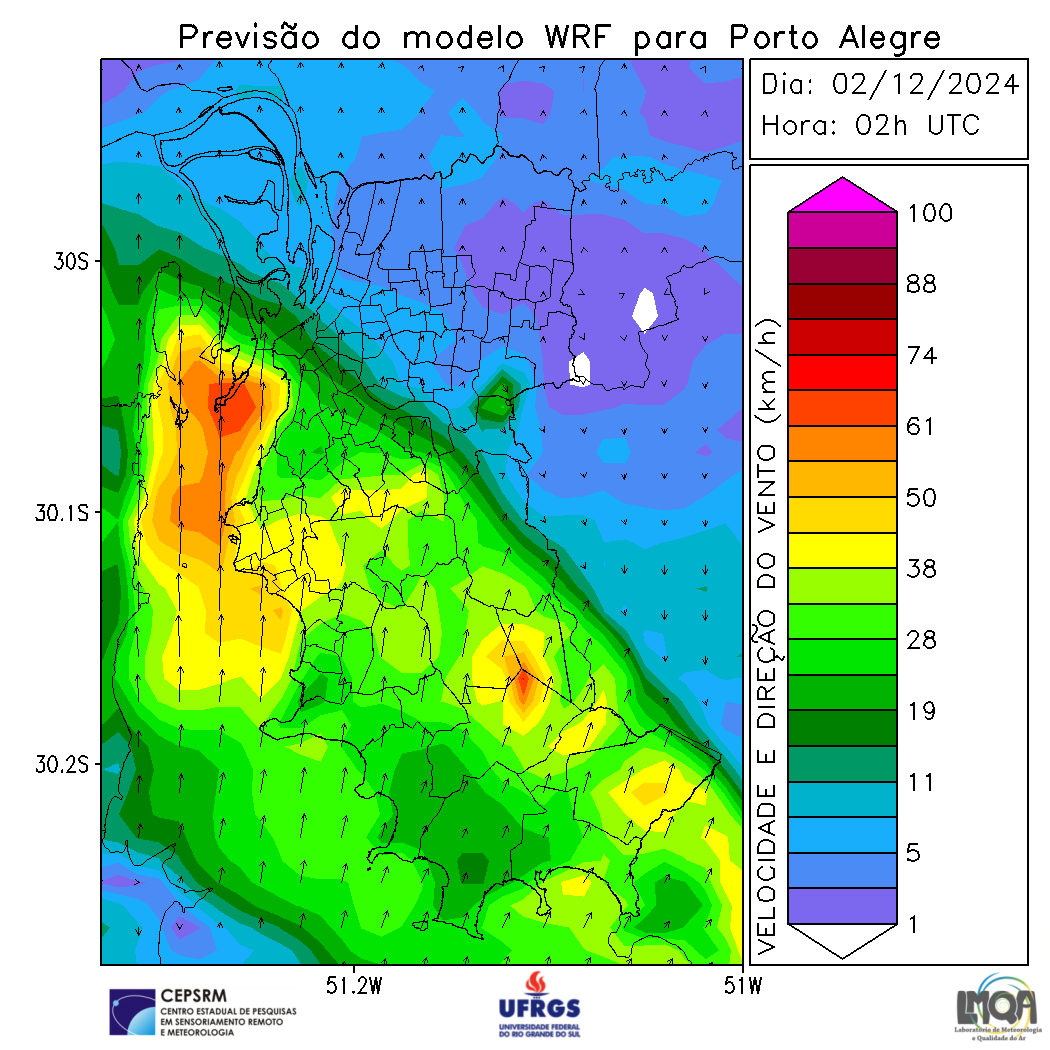 Previsão do modelo WRF para Porto Alegre
Dia: 02/12/2024
Hora: 02h UTC
30S
30.1S
30.2S
51.2W
51W
VELOCIDADE E DIREÇÃO DO VENTO (km/h)
100
88
74
61
50
38
28
19
11
5
1
CEPSRM
CENTRO ESTADUAL DE PESQUISAS
EM SENSORIAMENTO REMOTO
E METEOROLOGIA
UFRGS
UNIVERSIDADE FEDERAL
DO RIO GRANDE DO SUL
LMQA
Laboratório de Meteorologia
e Qualidade do Ar